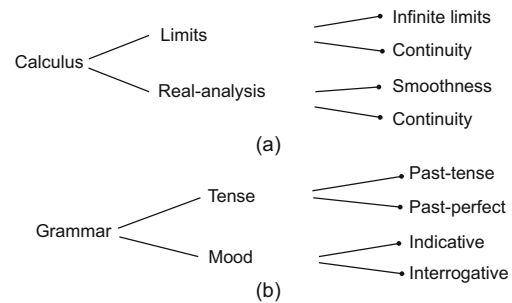 Infinite limits
Limits
Continuity
Calculus
Smoothness
Real-analysis
Continuity
(a)
Past-tense
Tense
Past-perfect
Grammar
Indicative
Mood
Interrogative
(b)